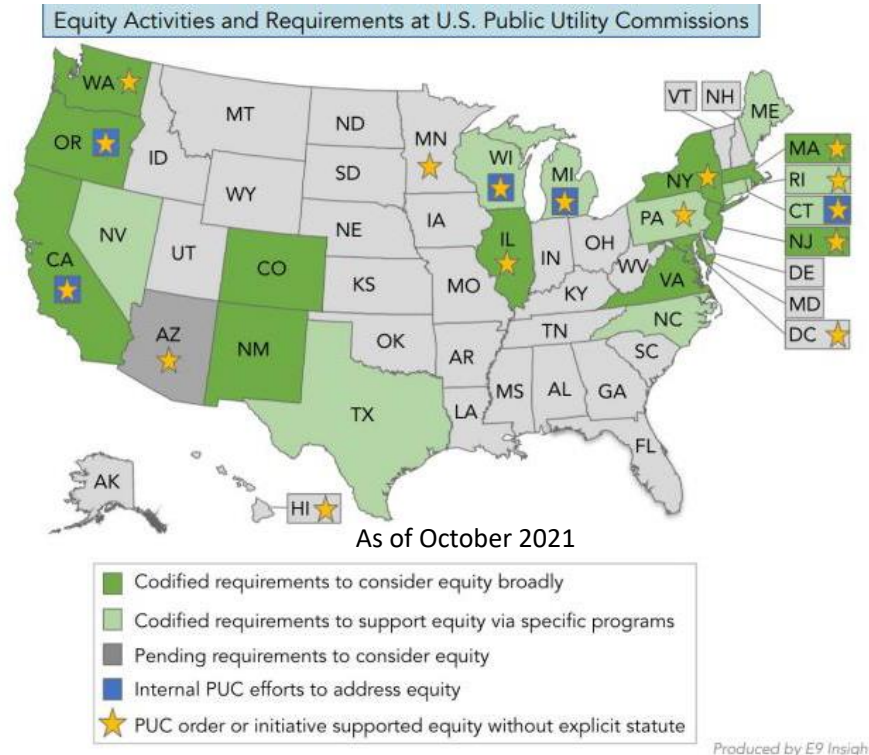 Equity Activities and Requirements at U.S. Public Utility Commissions
WA
MT
ND
MN
VT
NH
ME
OR
ID
SD
WI
MI
MA
WY
NY
RI
NV
NE
IA
PA
CT
CA
UT
CO
KS
MO
IL
IN
OH
NJ
WV
VA
DE
KY
MD
AZ
NM
OK
AR
TN
NC
DC
SC
MS
AL
GA
TX
LA
FL
AK
HI
As of October 2021
Codified requirements to consider equity broadly
Codified requirements to support equity via specific programs
Pending requirements to consider equity
Internal PUC efforts to address equity
PUC order or initiative supported equity without explicit statute
Produced by E9 Insigh